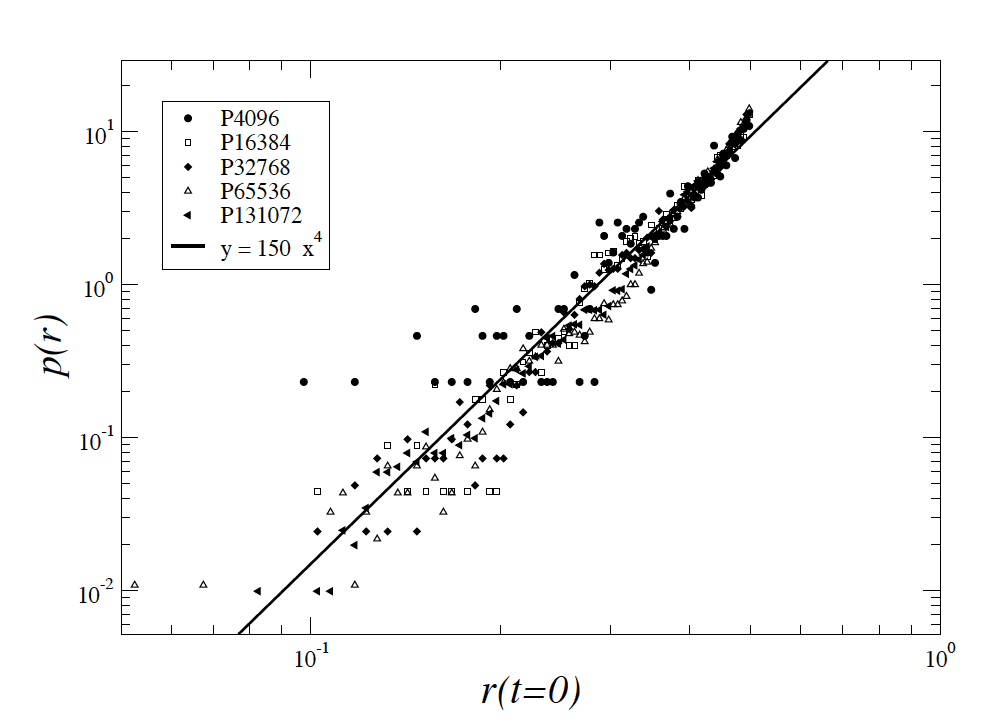 P4096
P16384
P32768
P65536
P131072
y = 150 x^4
10^1
10^0
10^-1
10^-2
p(r)
10^-1
10^0
r(t=0)